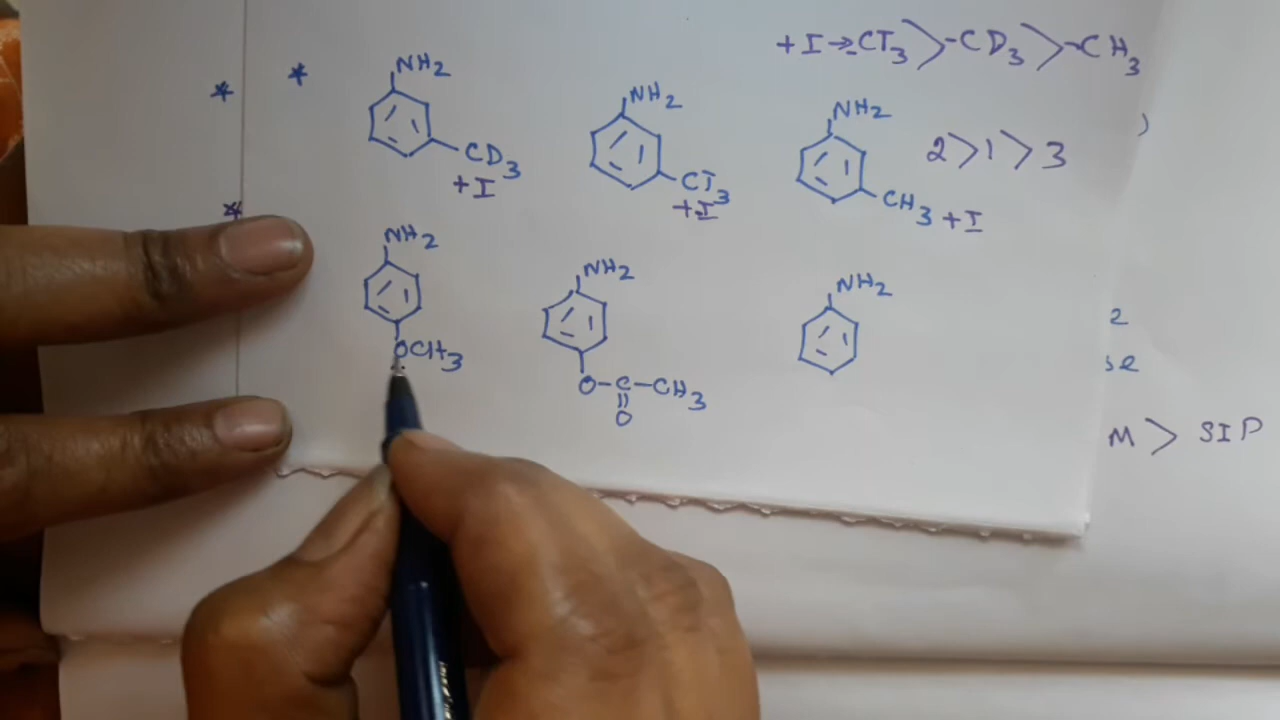 +I→-CT3>-CD3>-CH3
NH2
NH2
NH2
CD3
+I
CT3
+I
CH3 +I
2>1>3
)
NH2
NH2
NH2
OCH3
O-C-CH3
O
2
se
M > SIP